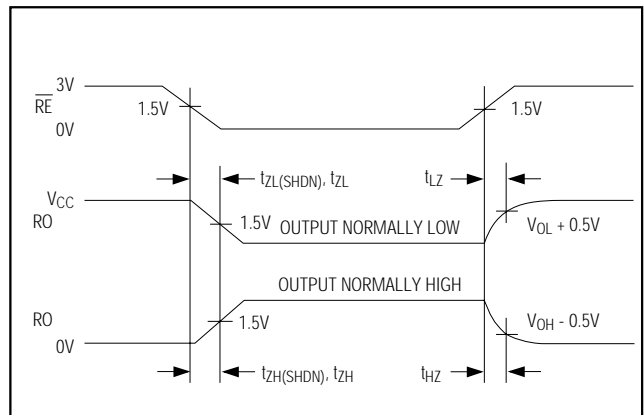 3V
RE
1.5V
1.5V
0V
tZL(SHDN), tZL
tLZ
VCC
RO
1.5V
OUTPUT NORMALLY LOW
VOL + 0.5V
OUTPUT NORMALLY HIGH
RO
1.5V
VOH - 0.5V
0V
tZH(SHDN), tZH
tHZ